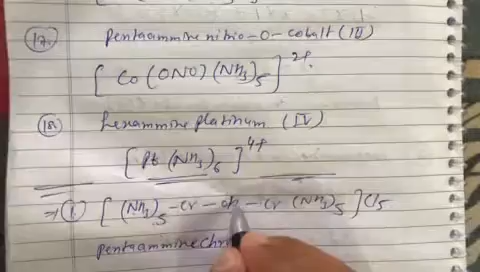 (17.) Pentaammine nitrio-O-cobalt (III)
[Co(ONO)(NH3)5]2+.
(18.) hexammine platinum (IV)
[Pt(NH3)6]4+
⇒ (1.) [(NH3)5-Cr-OH-Cr(NH3)5]Cl5
pentaamminechr